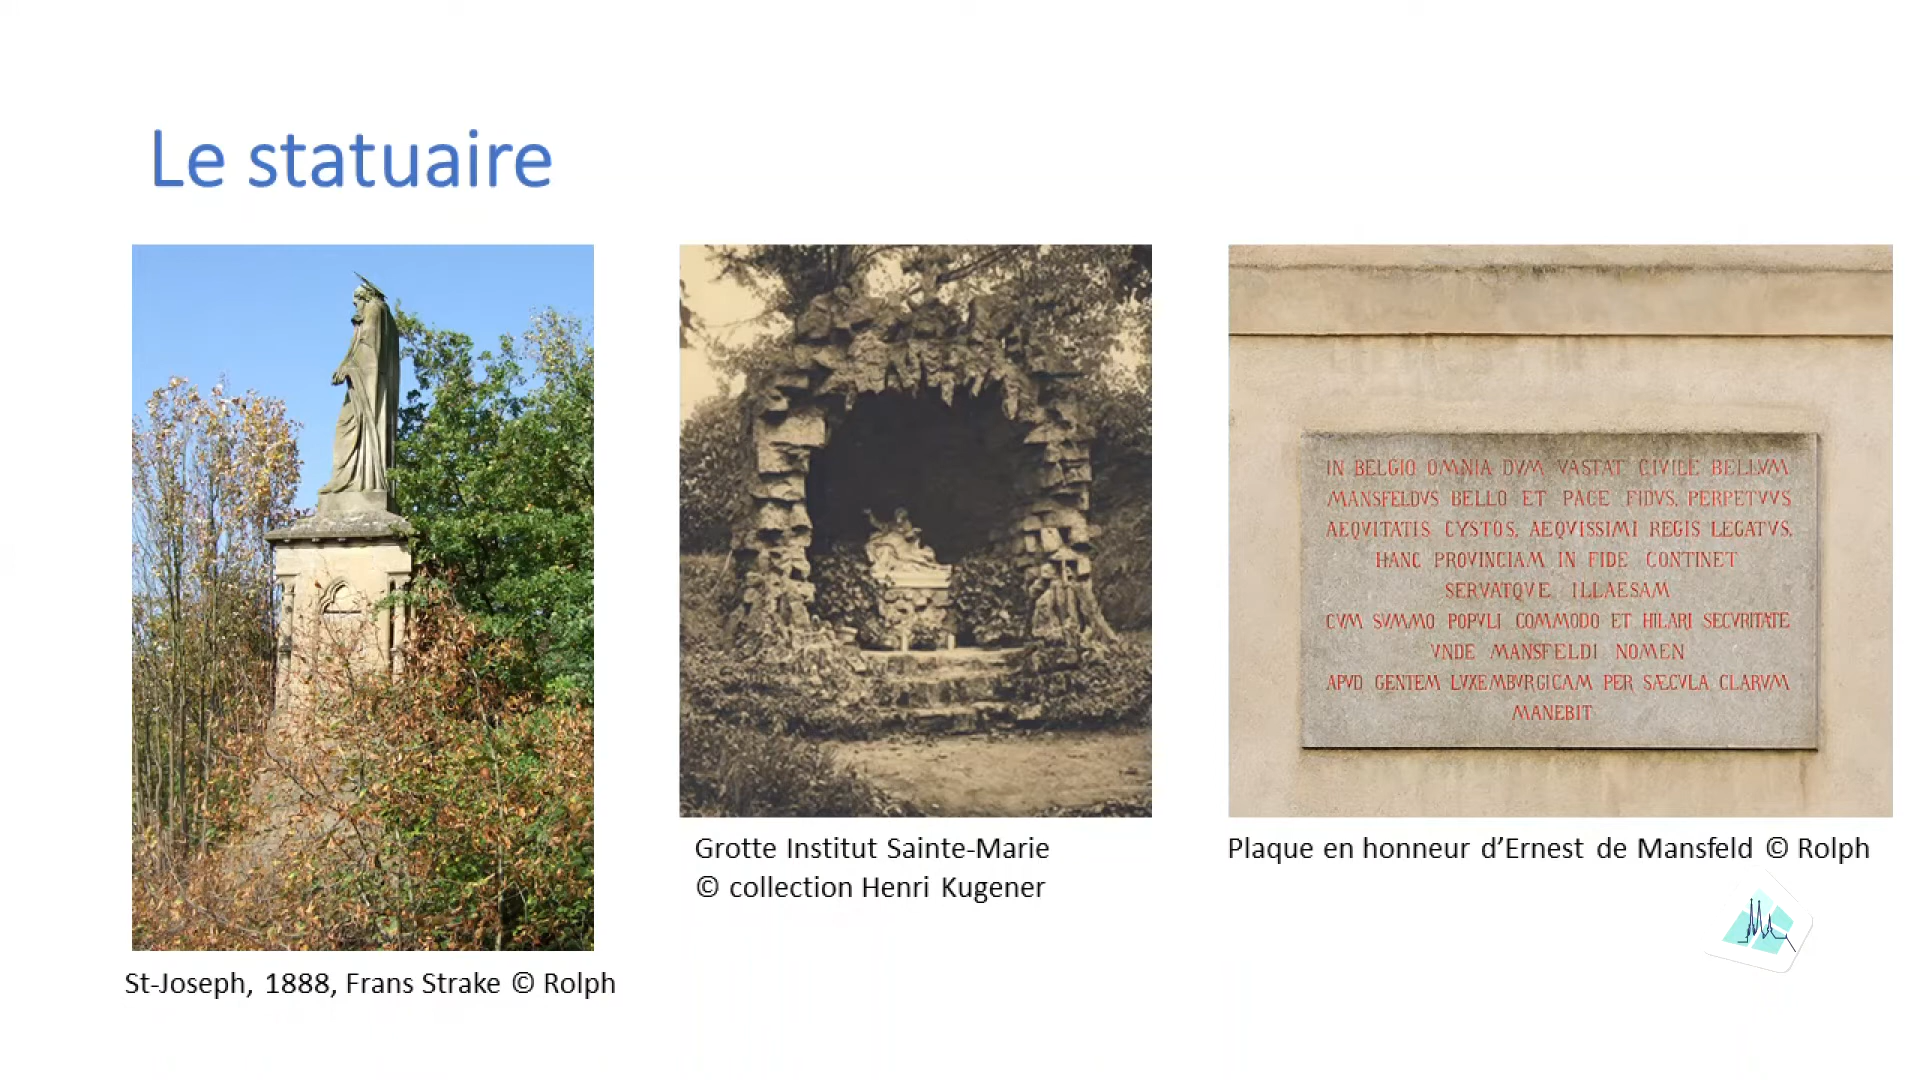 Le statuaire
IN BELGIO OMNIA DVM VASTAT CIVILE BELLVM
MANSFELDVS BELLO ET PACE FIDVS, PERPETVVS
AEQVITATIS CVSTOS, AEQVISSIMI REGIS LEGATVS,
HANC PROVINCIAM IN FIDE CONTINET
SERVATQVE ILLAESAM
CVM SVMMO POPVLI COMMODO ET HILARI SECVRITATE
VNDE MANSFELDI NOMEN
APVD GENTEM LVXEMBVRGICAM PER SÆCVLA CLARVM
MANEBIT
Grotte Institut Sainte-Marie
© collection Henri Kugener
Plaque en honneur d’Ernest de Mansfeld © Rolph
St-Joseph, 1888, Frans Strake © Rolph